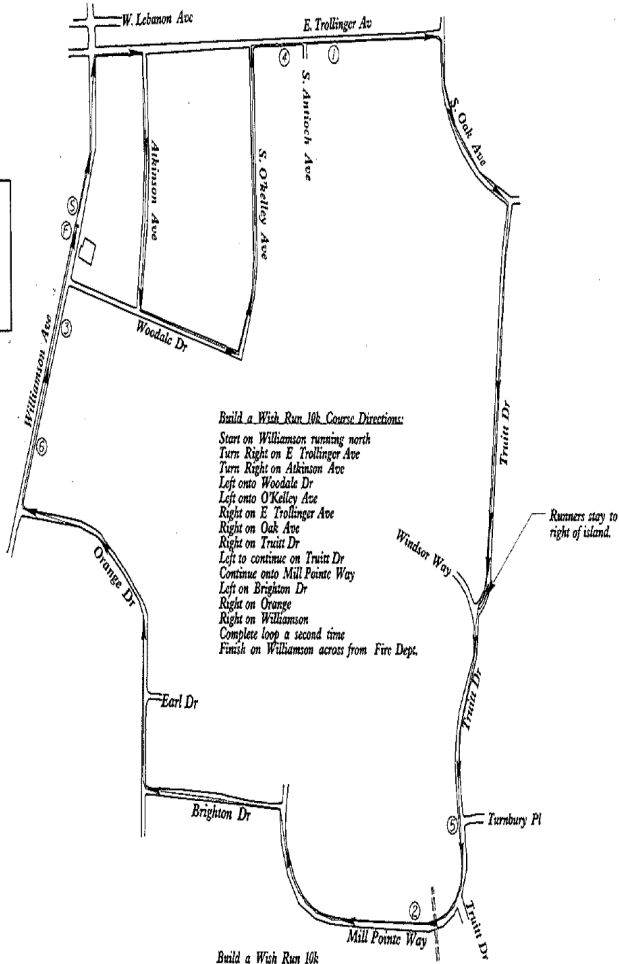 W. Lebanon Ave
E. Trollinger Av
4
1
S. Antioch Ave
S. Oak Ave
Atkinson Ave
S. O'kelley Ave
S
F
Woodale Dr
3
Williamson Ave
6
Truitt Dr
Build a Wish Run 10k Course Directions:
Start on Williamson running north
Turn Right on E Trollinger Ave
Turn Right on Atkinson Ave
Left onto Woodale Dr
Left onto O'Kelley Ave
Right on E Trollinger Ave
Right on Oak Ave
Right on Truitt Dr
Left to continue on Truitt Dr
Continue onto Mill Pointe Way
Left on Brighton Dr
Right on Orange
Right on Williamson
Complete loop a second time
Finish on Williamson across from Fire Dept.
Runners stay to
right of island.
Windsor Way
Orange Dr
Truitt Dr
Earl Dr
Brighton Dr
5
Turnbury Pl
2
Mill Pointe Way
Truitt Dr
Build a Wish Run 10k